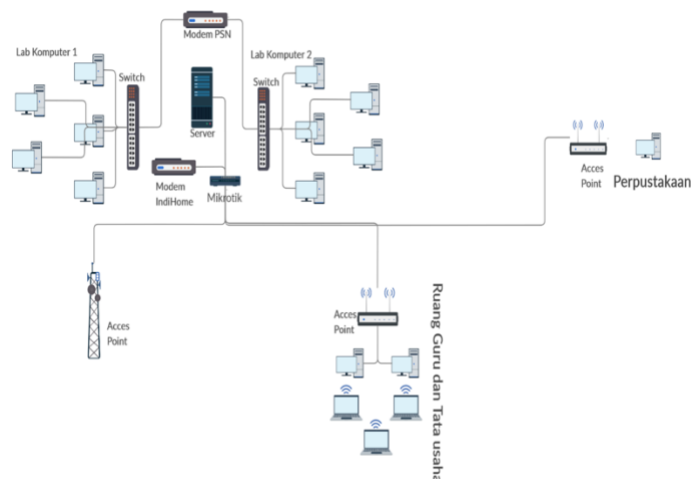 Modem PSN
Lab Komputer 1
Lab Komputer 2
Switch
Switch
Server
Modem
IndiHome
Mikrotik
Acces
Point
Perpustakaan
Acces
Point
Acces
Point
Ruang Guru dan Tata usaha